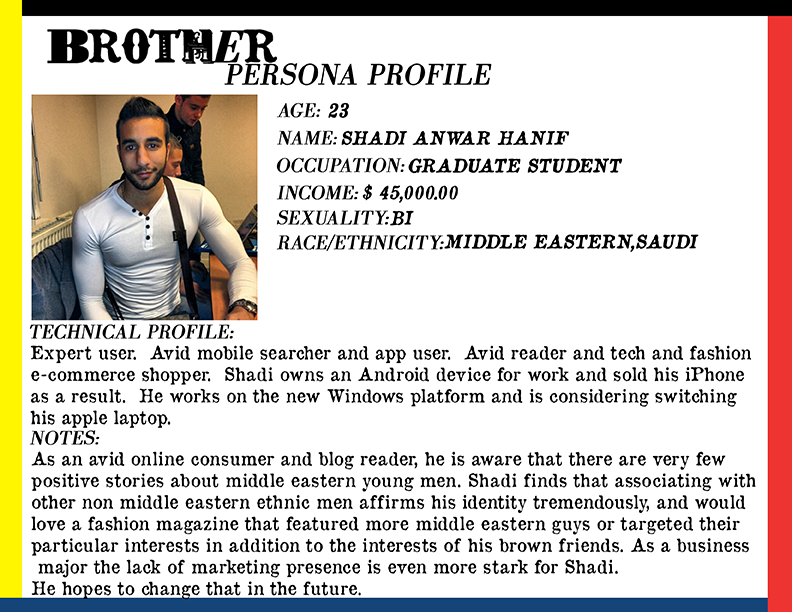 BROTHER
PERSONA PROFILE
AGE: 23
NAME: SHADI ANWAR HANIF
OCCUPATION: GRADUATE STUDENT
INCOME: $ 45,000.00
SEXUALITY: BI
RACE/ETHNICITY: MIDDLE EASTERN, SAUDI
TECHNICAL PROFILE:
Expert user. Avid mobile searcher and app user. Avid reader and tech and fashion
e-commerce shopper. Shadi owns an Android device for work and sold his iPhone
as a result. He works on the new Windows platform and is considering switching
his apple laptop.
NOTES:
As an avid online consumer and blog reader, he is aware that there are very few
positive stories about middle eastern young men. Shadi finds that associating with
other non middle eastern ethnic men affirms his identity tremendously, and would
love a fashion magazine that featured more middle eastern guys or targeted their
particular interests in addition to the interests of his brown friends. As a business
major the lack of marketing presence is even more stark for Shadi.
He hopes to change that in the future.